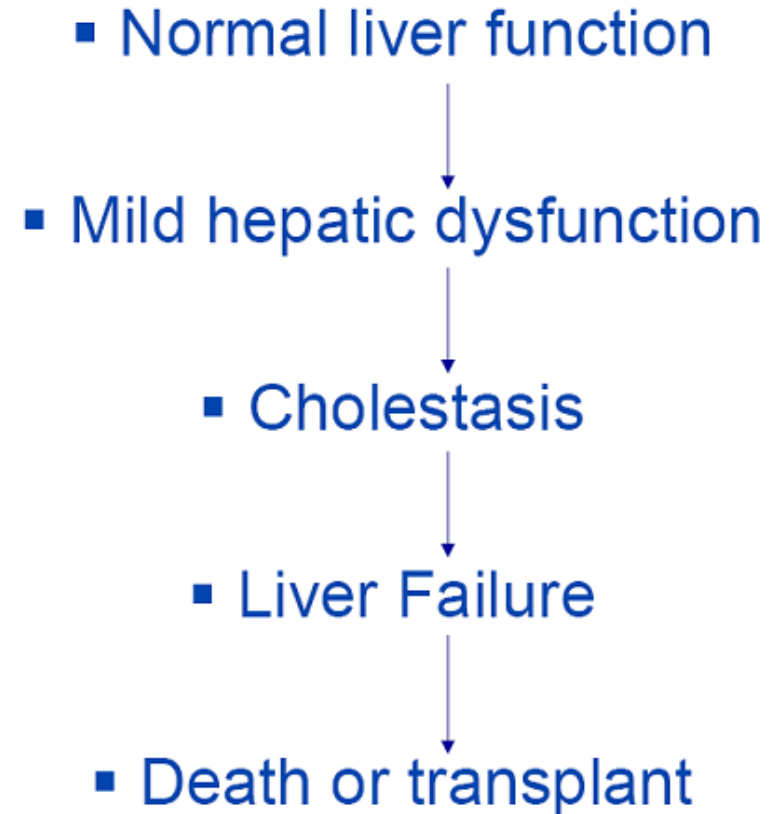 ▪ Normal liver function
▪ Mild hepatic dysfunction
▪ Cholestasis
▪ Liver Failure
▪ Death or transplant